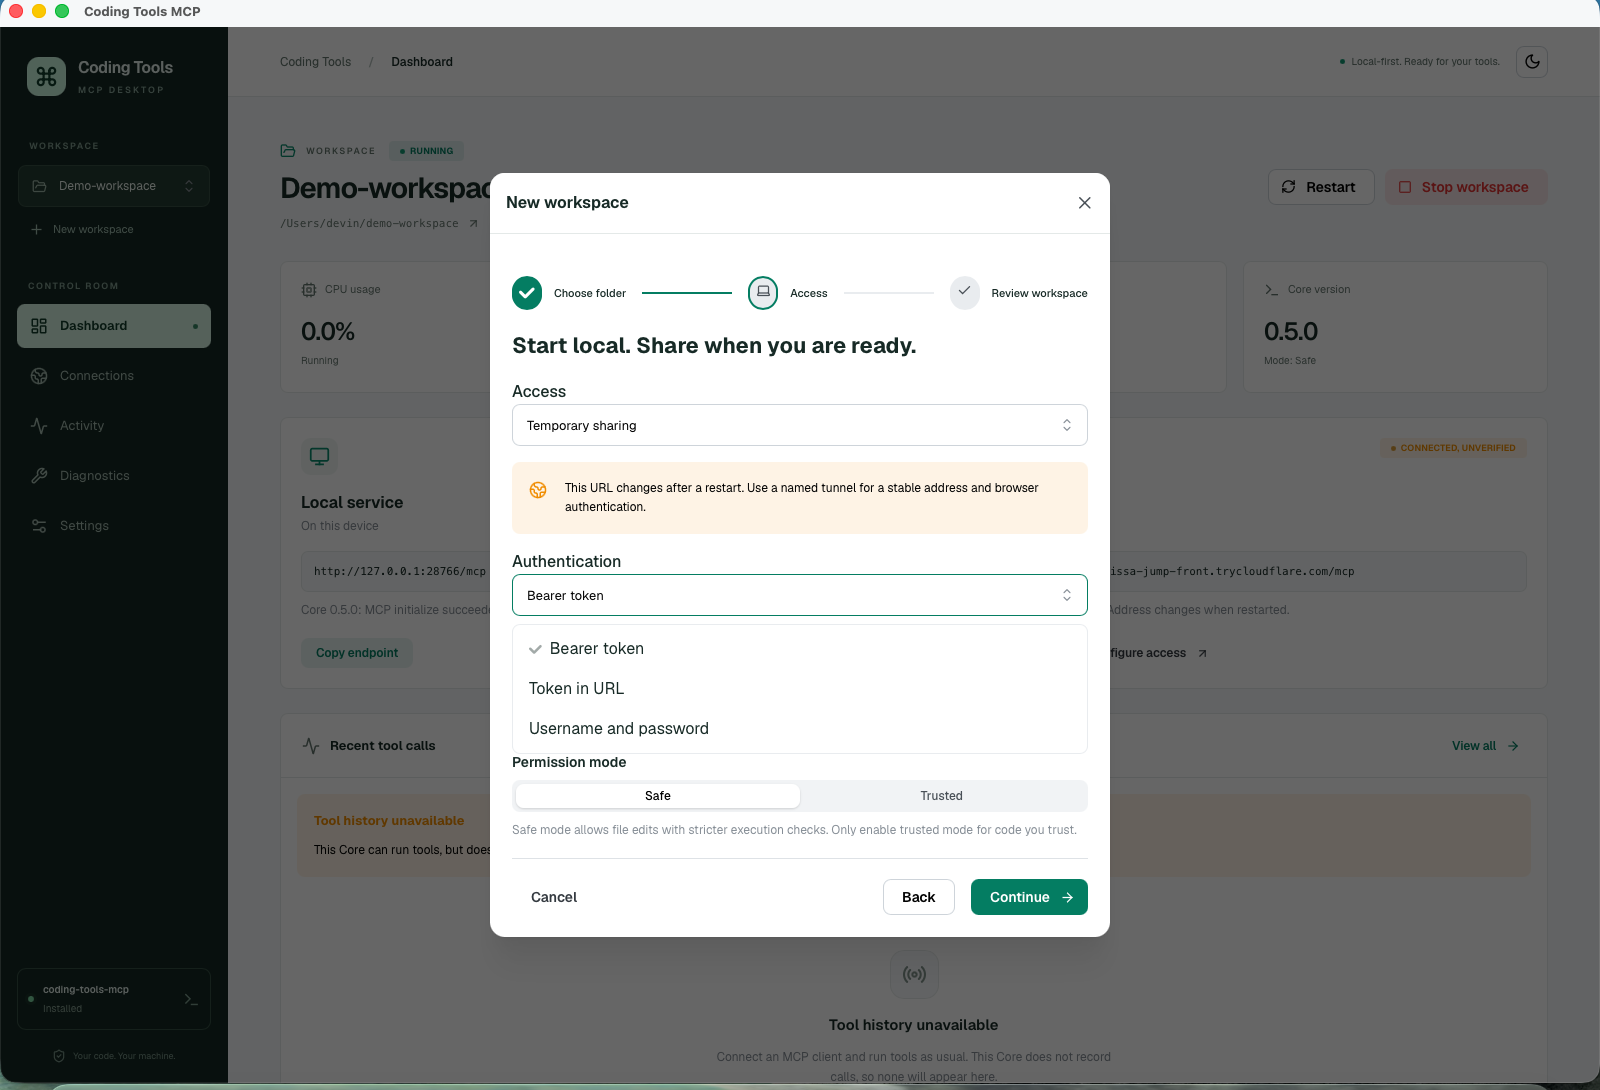 Coding Tools MCP
Coding Tools
MCP DESKTOP
WORKSPACE
Demo-workspace
New workspace
CONTROL ROOM
Dashboard
Connections
Activity
Diagnostics
Settings
coding-tools-mcp
Installed
Your code. Your machine.
Coding Tools / Dashboard
Local-first. Ready for your tools.
WORKSPACE
RUNNING
Demo-workspac
/Users/devin/demo-workspace
Restart
Stop workspace
CPU usage
0.0%
Running
Core version
0.5.0
Mode: Safe
Local service
On this device
http://127.0.0.1:28766/mcp
Core 0.5.0: MCP initialize succeede
Copy endpoint
CONNECTED, UNVERIFIED
issa-jump-front.trycloudflare.com/mcp
Address changes when restarted.
figure access
Recent tool calls
View all
Tool history unavailable
This Core can run tools, but does
Tool history unavailable
Connect an MCP client and run tools as usual. This Core does not record
calls, so none will appear here.
New workspace
Choose folder
Access
Review workspace
Start local. Share when you are ready.
Access
Temporary sharing
This URL changes after a restart. Use a named tunnel for a stable address and browser
authentication.
Authentication
Bearer token
Bearer token
Token in URL
Username and password
Permission mode
Safe
Trusted
Safe mode allows file edits with stricter execution checks. Only enable trusted mode for code you trust.
Cancel
Back
Continue